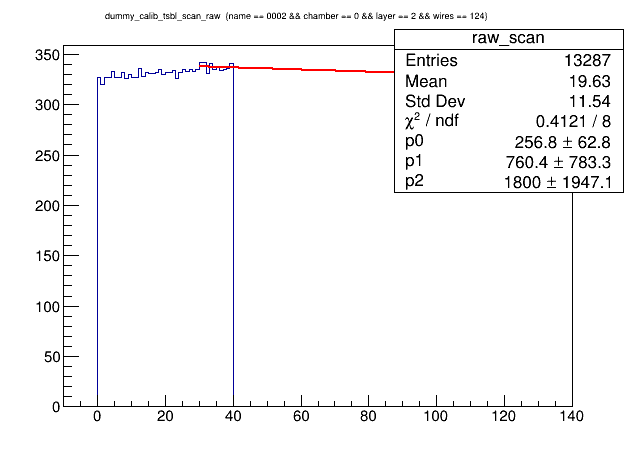 dummy_calib_tsbl_scan_raw (name == 0002 && chamber == 0 && layer == 2 && wires == 124)
raw_scan
Entries 13287
Mean 19.63
Std Dev 11.54
χ² / ndf 0.4121 / 8
p0 256.8 ± 62.8
p1 760.4 ± 783.3
p2 1800 ± 1947.1
350
300
250
200
150
100
50
0
0 20 40 60 80 100 120 140